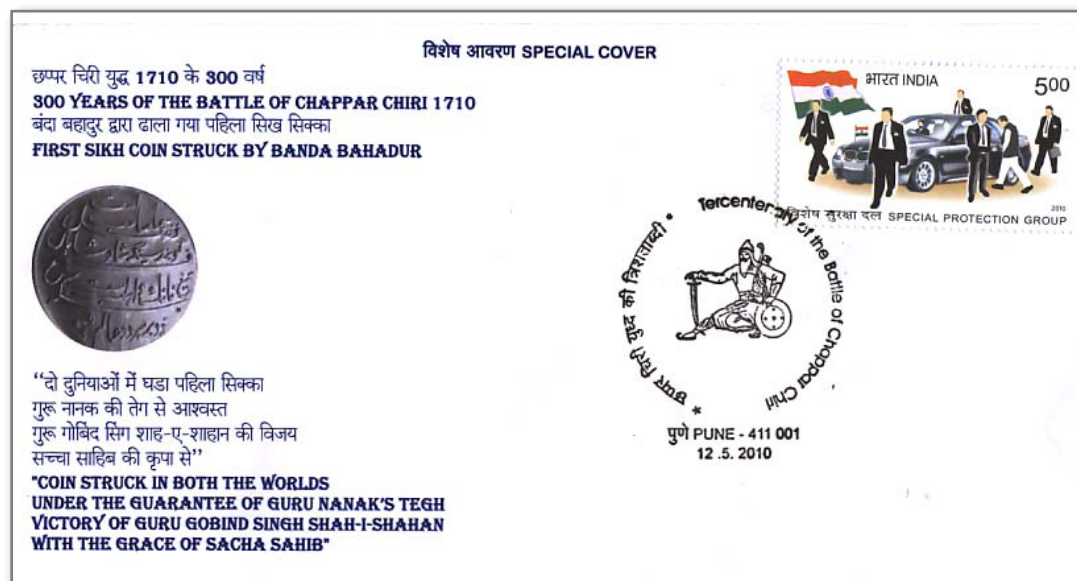 विशेष आवरण SPECIAL COVER
छप्पर चिरी युद्ध 1710 के 300 वर्ष
300 YEARS OF THE BATTLE OF CHAPPAR CHIRI 1710
बंदा बहादुर द्वारा ढाला गया पहिला सिख सिक्का
FIRST SIKH COIN STRUCK BY BANDA BAHADUR
भारत INDIA
500
2010
विशेष सुरक्षा दल SPECIAL PROTECTION GROUP
छप्पर चिरी युध्द की त्रिशताब्दी
Tercentenary of the Battle of Chappar Chiri
पुणे PUNE - 411 001
12 .5. 2010
“दो दुनियाओं में घडा पहिला सिक्का
गुरू नानक की तेग से आश्वस्त
गुरू गोबिंद सिंग शाह-ए-शाहान की विजय
सच्चा साहिब की कृपा से”
"COIN STRUCK IN BOTH THE WORLDS
UNDER THE GUARANTEE OF GURU NANAK'S TEGH
VICTORY OF GURU GOBIND SINGH SHAH-I-SHAHAN
WITH THE GRACE OF SACHA SAHIB"